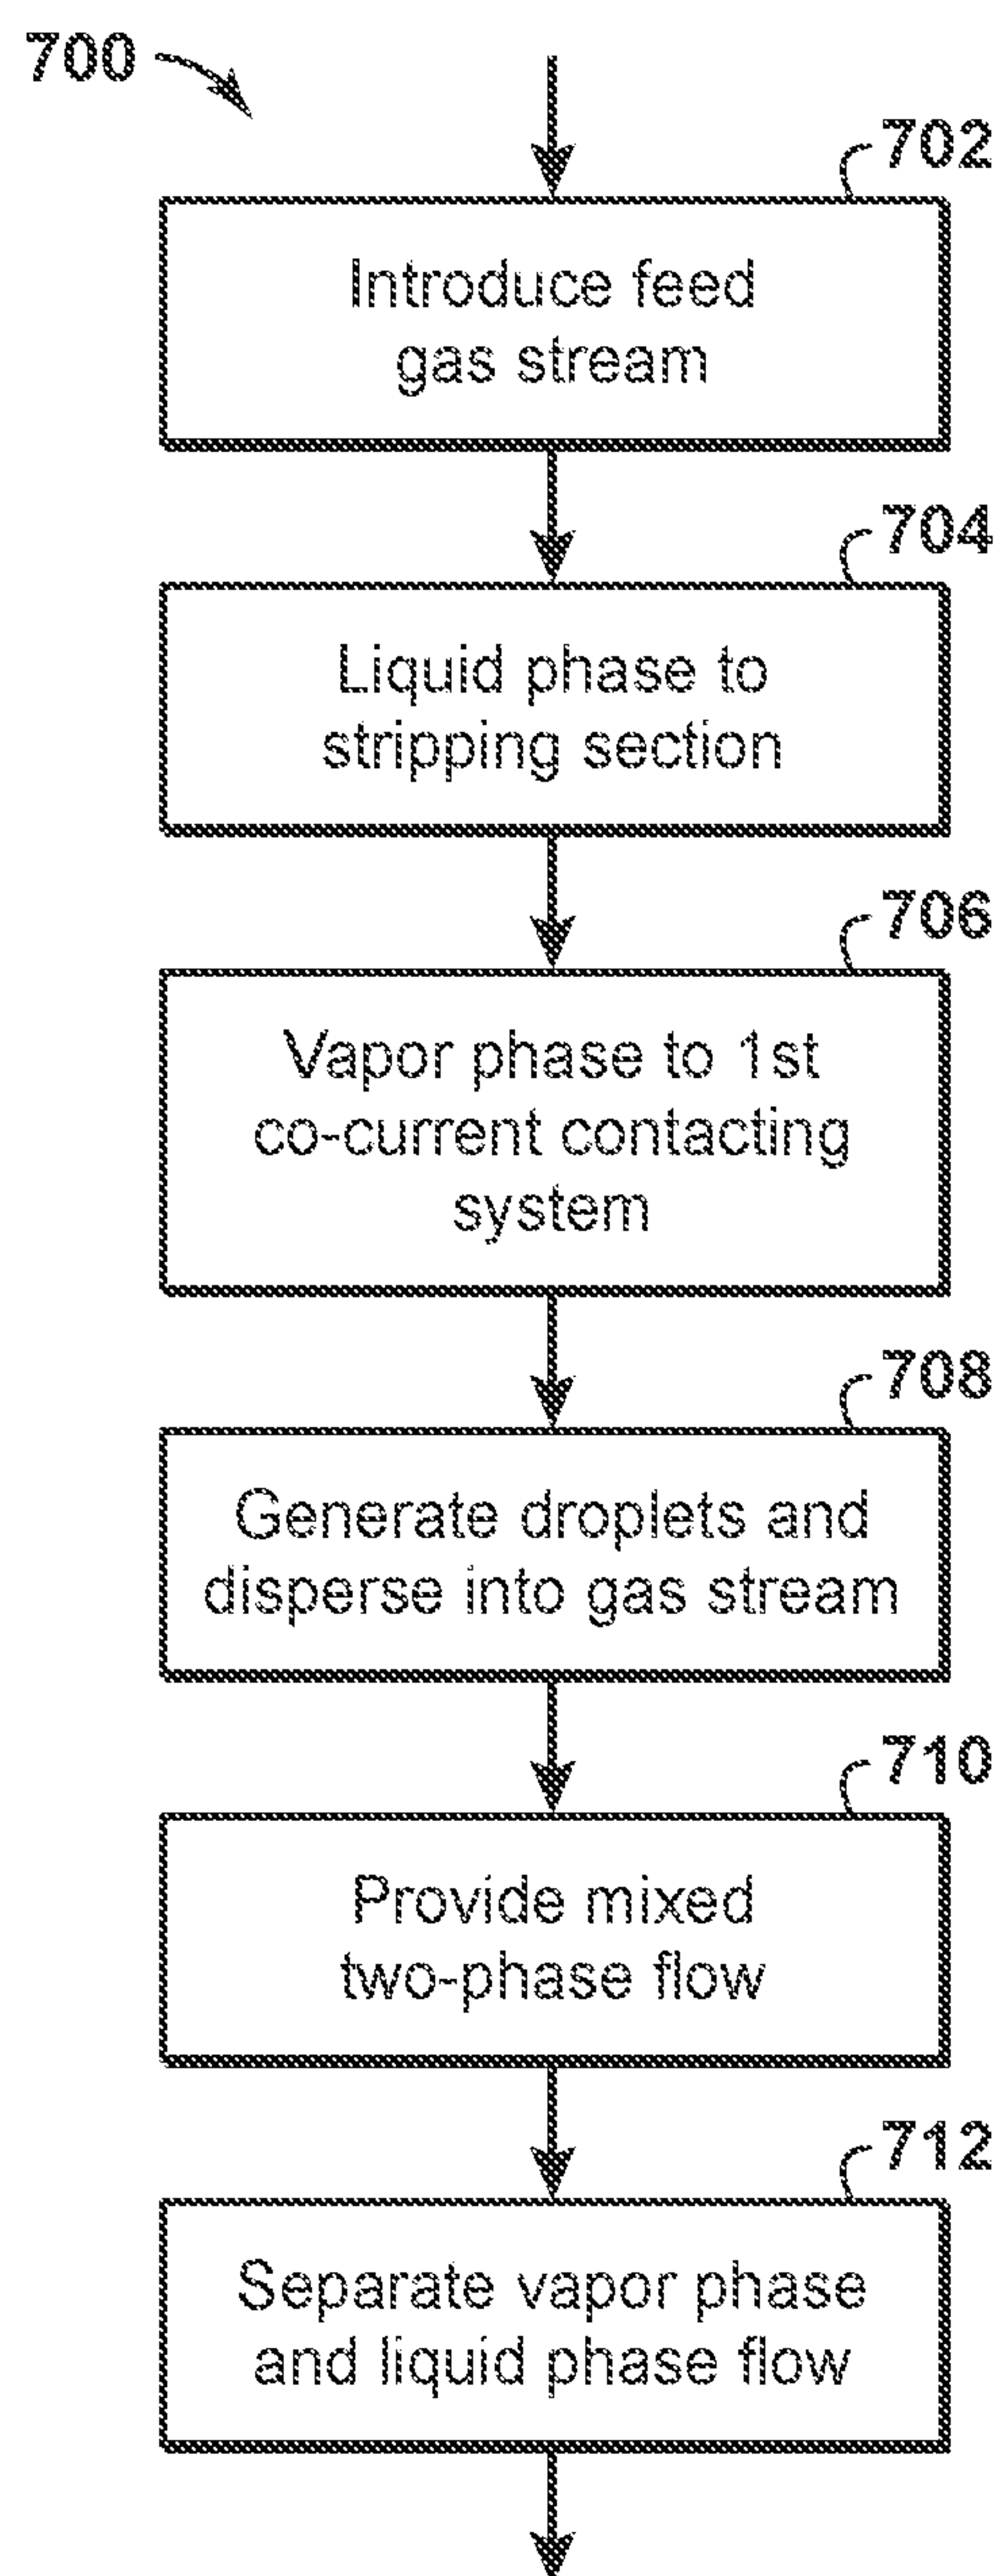 700
702
Introduce feed
gas stream
704
Liquid phase to
stripping section
706
Vapor phase to 1st
co-current contacting
system
708
Generate droplets and
disperse into gas stream
710
Provide mixed
two-phase flow
712
Separate vapor phase
and liquid phase flow